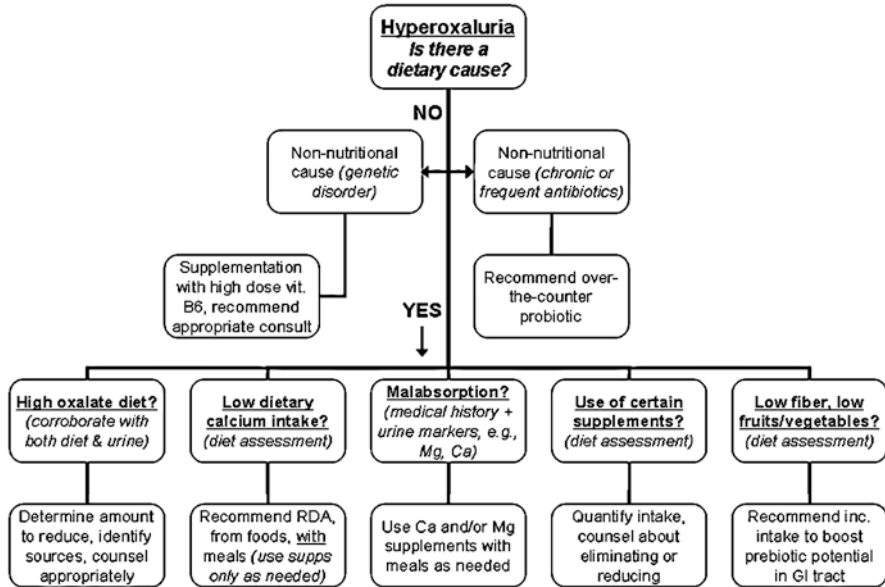 Hyperoxaluria
Is there a
dietary cause?
NO
Non-nutritional
cause (genetic
disorder)
Non-nutritional
cause (chronic or
frequent antibiotics)
Supplementation
with high dose vit.
B6, recommend
appropriate consult
Recommend over-
the-counter
probiotic
YES
High oxalate diet?
(corroborate with
both diet & urine)
Low dietary
calcium intake?
(diet assessment)
Malabsorption?
(medical history +
urine markers, e.g.,
Mg, Ca)
Use of certain
supplements?
(diet assessment)
Low fiber, low
fruits/vegetables?
(diet assessment)
Determine amount
to reduce, identify
sources, counsel
appropriately
Recommend RDA,
from foods, with
meals (use supps
only as needed)
Use Ca and/or Mg
supplements with
meals as needed
Quantify intake,
counsel about
eliminating or
reducing
Recommend inc.
intake to boost
prebiotic potential
in GI tract